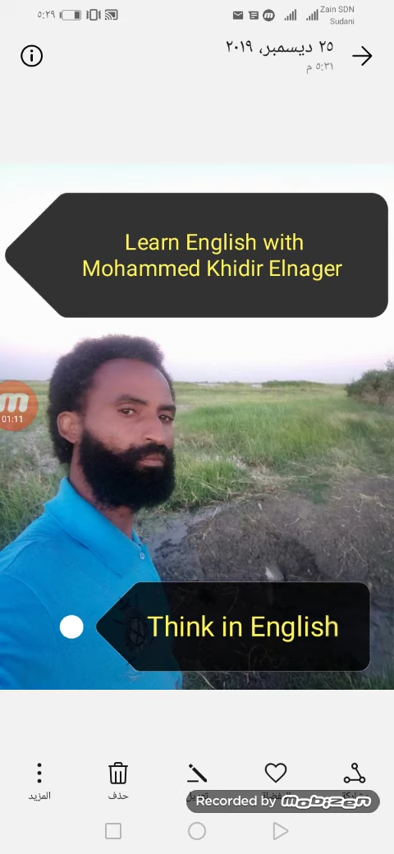 ٥:٢٩
Zain SDN
Sudani
٢٥ ديسمبر، ٢٠١٩
٥:٣١ م
Learn English with
Mohammed Khidir Elnager
01:11
Think in English
المزيد
حذف
Recorded by mobizen